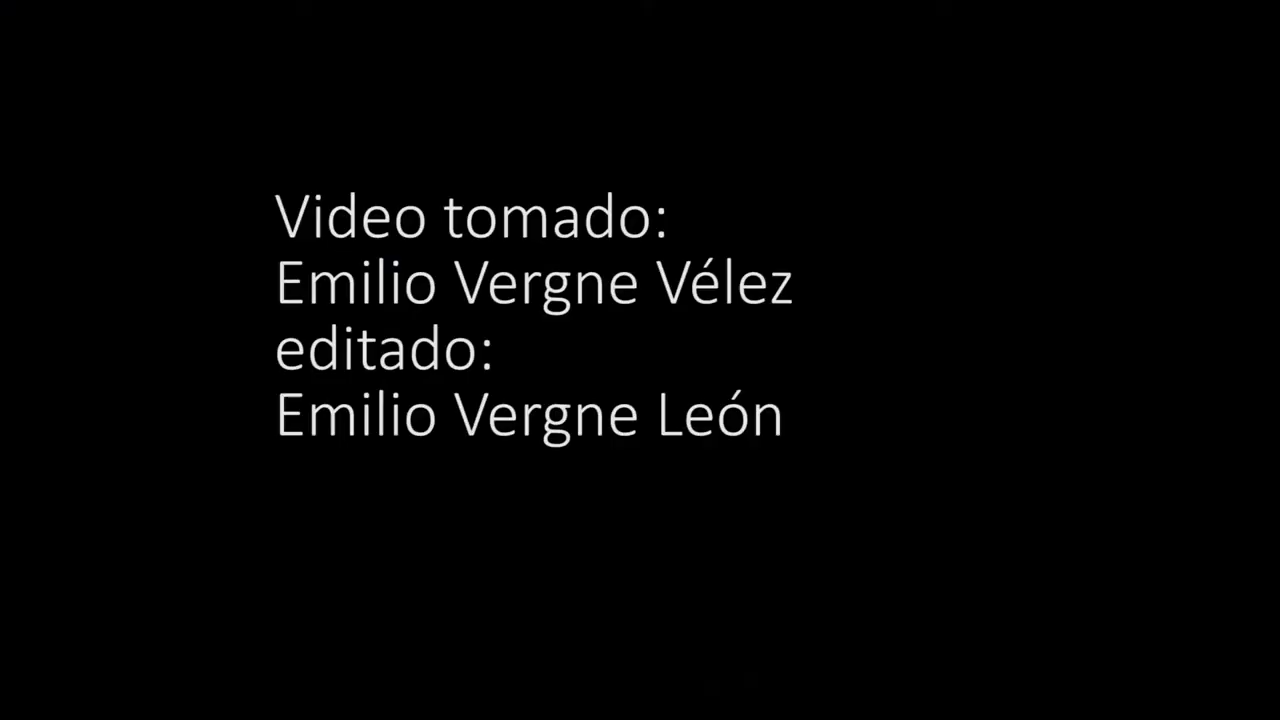 Video tomado:
Emilio Vergne Vélez
editado:
Emilio Vergne León